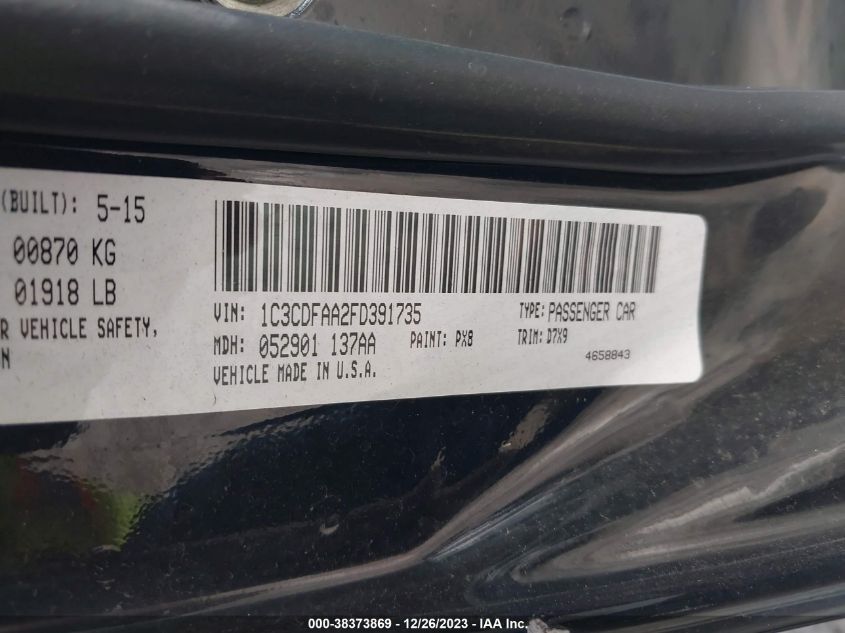 (BUILT): 5-15
00870 KG
01918 LB
R VEHICLE SAFETY,
N
VIN: 1C3CDFAA2FD391735
TYPE: PASSENGER CAR
MDH: 052901 137AA
PAINT: PX8
TRIM: D7X9
VEHICLE MADE IN U.S.A.
4658843
000-38373869 - 12/26/2023 - IAA Inc.